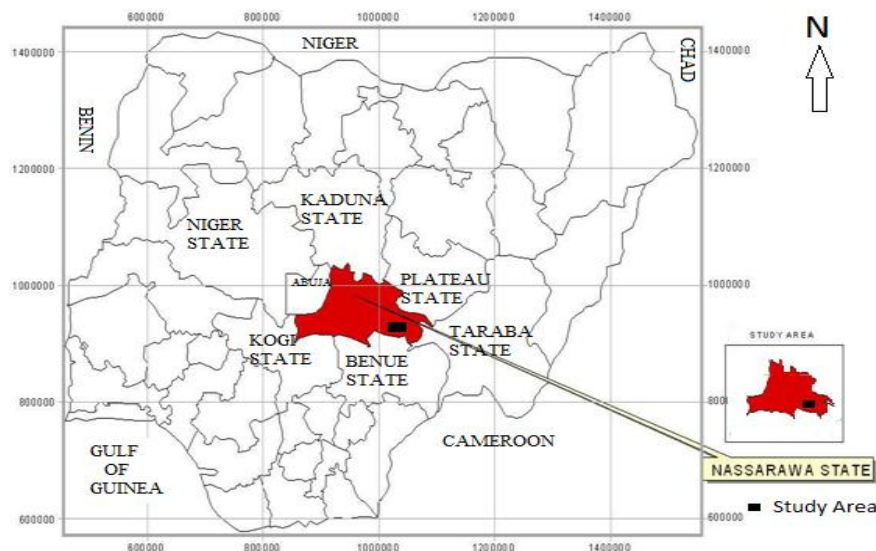 600000 800000 1000000 1200000 1400000
N
1400000
NIGER
CHAD
1400000
BENIN
1200000
KADUNA
STATE
1200000
NIGER
STATE
1000000
ABUJA
PLATEAU
STATE
1000000
KOGI
STATE
BENUE
STATE
TARABA
STATE
STUDY AREA
800000
CAMEROON
GULF
OF
GUINEA
NASSARAWA STATE
Study Area
600000
600000
600000 800000 1000000 1200000 1400000